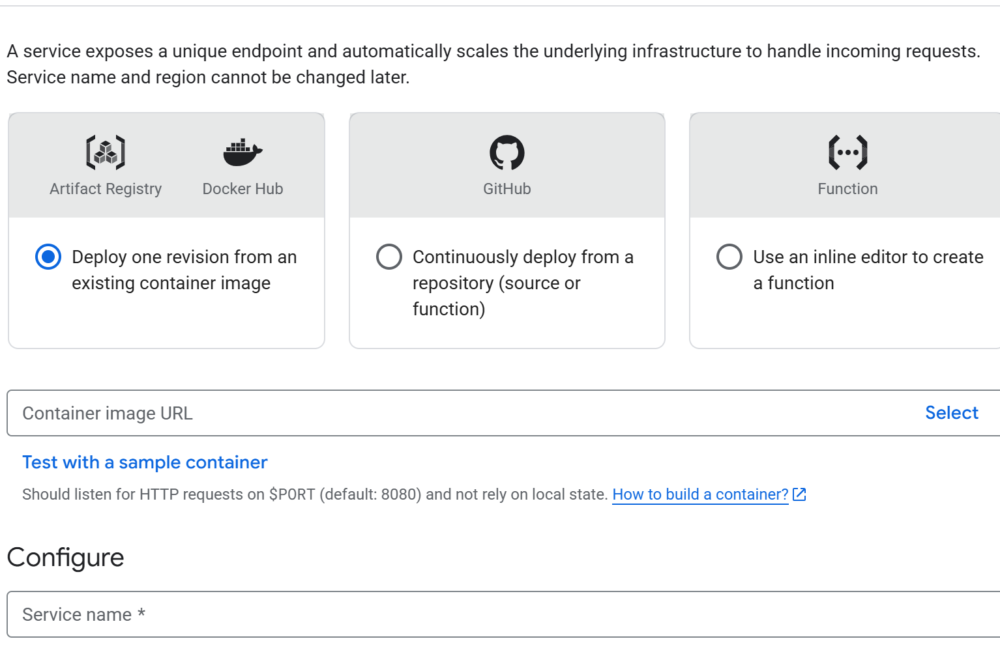 A service exposes a unique endpoint and automatically scales the underlying infrastructure to handle incoming requests.
Service name and region cannot be changed later.
Artifact Registry
Docker Hub
GitHub
Function
Deploy one revision from an
existing container image
Continuously deploy from a
repository (source or
function)
Use an inline editor to create
a function
Container image URL
Select
Test with a sample container
Should listen for HTTP requests on $PORT (default: 8080) and not rely on local state. How to build a container?
Configure
Service name *